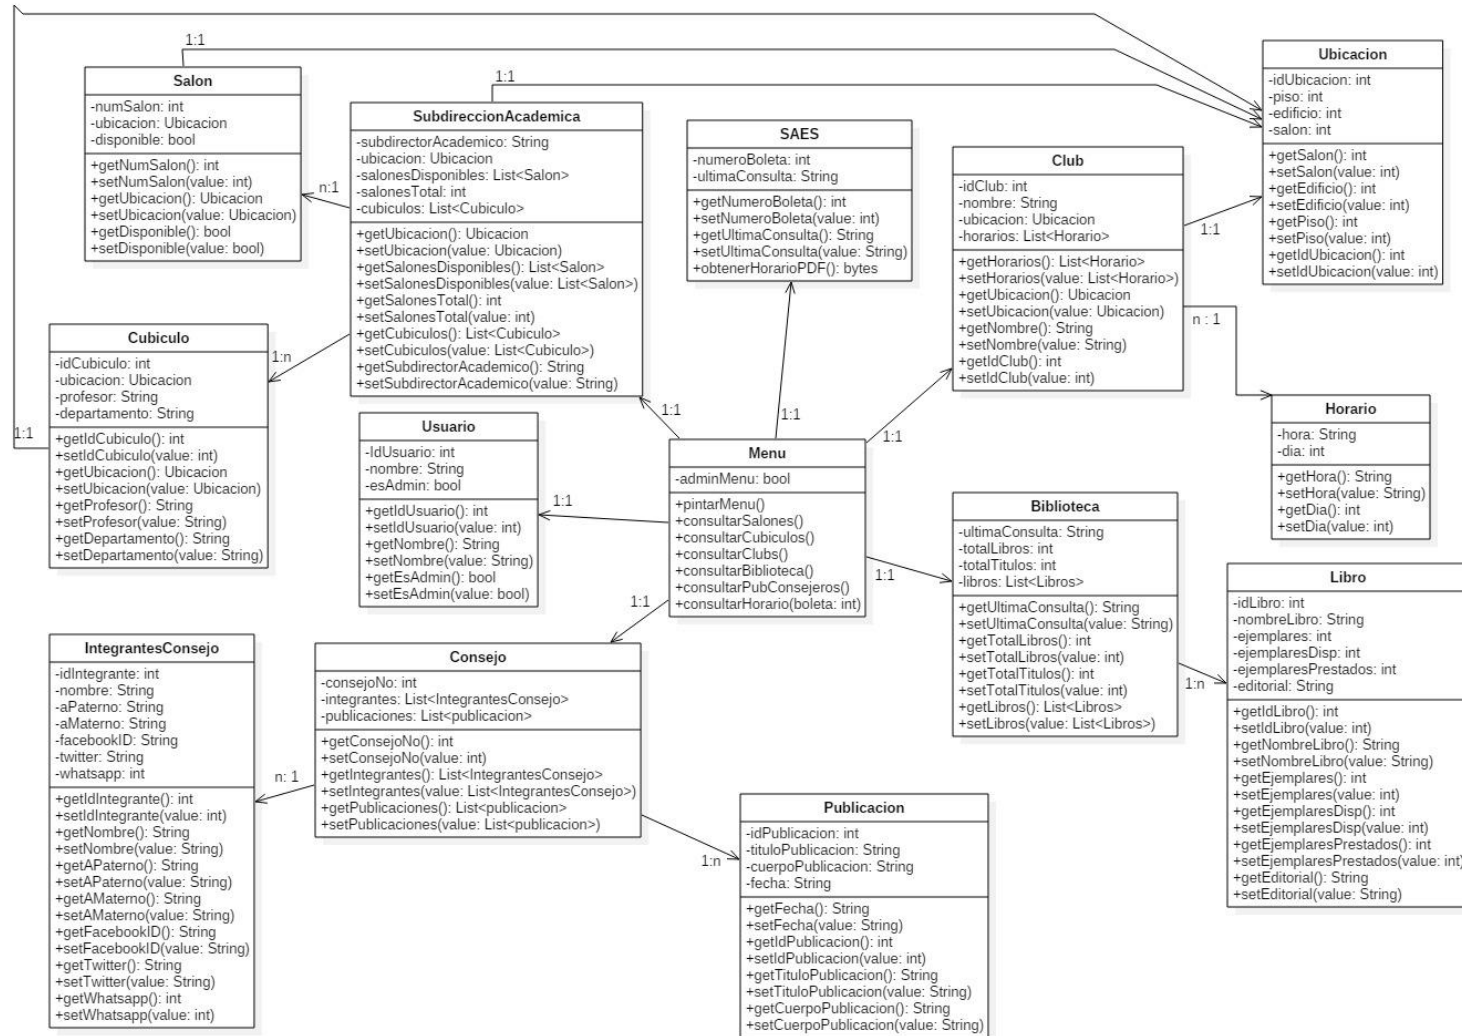 1:1
Salón
-numSalon: int
-ubicacion: Ubicacion
-disponible: bool
+getNumSalon(): int
+setNumSalon(value: int)
+getUbicacion(): Ubicacion
+setUbicacion(value: Ubicacion)
+getDisponible(): bool
+setDisponible(value: bool)
n:1
1:1
SubdireccionAcademica
-subdirectorAcademico: String
-ubicacion: Ubicacion
-salonesDisponibles: List<Salon>
-salonesTotal: int
-cubiculos: List<Cubiculo>
+getUbicacion(): Ubicacion
+setUbicacion(value: Ubicacion)
+getSalonesDisponibles(): List<Salon>
+setSalonesDisponibles(value: List<Salon>)
+getSalonesTotal(): int
+setSalonesTotal(value: int)
+getCubiculos(): List<Cubiculo>
+setCubiculos(value: List<Cubiculo>)
+getSubdirectorAcademico(): String
+setSubdirectorAcademico(value: String)
SAES
-numeroBoleta: int
-ultimaConsulta: String
+getNumeroBoleta(): int
+setNumeroBoleta(value: int)
+getUltimaConsulta(): String
+setUltimaConsulta(value: String)
+obtenerHorarioPDF(): bytes
Club
-idClub: int
-nombre: String
-ubicacion: Ubicacion
-horarios: List<Horario>
+getHorarios(): List<Horario>
+setHorarios(value: List<Horario>)
+getUbicacion(): Ubicacion
+setUbicacion(value: Ubicacion)
+getNombre(): String
+setNombre(value: String)
+getIdClub(): int
+setIdClub(value: int)
1:1
n : 1
Ubicacion
-idUbicacion: int
-piso: int
-edificio: int
-salon: int
+getSalon(): int
+setSalon(value: int)
+getEdificio(): int
+setEdificio(value: int)
+getPiso(): int
+setPiso(value: int)
+getIdUbicacion(): int
+setIdUbicacion(value: int)
Cubiculo
-idCubiculo: int
-ubicacion: Ubicacion
-profesor: String
-departamento: String
+getIdCubiculo(): int
+setIdCubiculo(value: int)
+getUbicacion(): Ubicacion
+setUbicacion(value: Ubicacion)
+getProfesor(): String
+setProfesor(value: String)
+getDepartamento(): String
+setDepartamento(value: String)
1:n
1:1
Usuario
-IdUsuario: int
-nombre: String
-esAdmin: bool
+getIdUsuario(): int
+setIdUsuario(value: int)
+getNombre(): String
+setNombre(value: String)
+getEsAdmin(): bool
+setEsAdmin(value: bool)
1:1
1:1
1:1
1:1
Menu
-adminMenu: bool
+pintarMenu()
+consultarSalones()
+consultarCubiculos()
+consultarClubs()
+consultarBiblioteca()
+consultarPubConsejeros()
+consultarHorario(boleta: int)
1:1
1:1
Horario
-hora: String
-dia: int
+getHora(): String
+setHora(value: String)
+getDia(): int
+setDia(value: int)
Biblioteca
-ultimaConsulta: String
-totalLibros: int
-totalTitulos: int
-libros: List<Libros>
+getUltimaConsulta(): String
+setUltimaConsulta(value: String)
+getTotalLibros(): int
+setTotalLibros(value: int)
+getTotalTitulos(): int
+setTotalTitulos(value: int)
+getLibros(): List<Libros>
+setLibros(value: List<Libros>)
1:n
Libro
-idLibro: int
-nombreLibro: String
-ejemplares: int
-ejemplaresDisp: int
-ejemplaresPrestados: int
-editorial: String
+getIdLibro(): int
+setIdLibro(value: int)
+getNombreLibro(): String
+setNombreLibro(value: String)
+getEjemplares(): int
+setEjemplares(value: int)
+getEjemplaresDisp(): int
+setEjemplaresDisp(value: int)
+getEjemplaresPrestados(): int
+setEjemplaresPrestados(value: int)
+getEditorial(): String
+setEditorial(value: String)
IntegrantesConsejo
-idIntegrante: int
-nombre: String
-aPaterno: String
-aMaterno: String
-facebookID: String
-twitter: String
-whatsapp: int
+getIdIntegrante(): int
+setIdIntegrante(value: int)
+getNombre(): String
+setNombre(value: String)
+getAPaterno(): String
+setAPaterno(value: String)
+getAMaterno(): String
+setAMaterno(value: String)
+getFacebookID(): String
+setFacebookID(value: String)
+getTwitter(): String
+setTwitter(value: String)
+getWhatsapp(): int
+setWhatsapp(value: int)
n: 1
Consejo
-consejoNo: int
-integrantes: List<IntegrantesConsejo>
-publicaciones: List<publicacion>
+getConsejoNo(): int
+setConsejoNo(value: int)
+getIntegrantes(): List<IntegrantesConsejo>
+setIntegrantes(value: List<IntegrantesConsejo>)
+getPublicaciones(): List<publicacion>
+setPublicaciones(value: List<publicacion>)
1:n
Publicacion
-idPublicacion: int
-tituloPublicacion: String
-cuerpoPublicacion: String
-fecha: String
+getFecha(): String
+setFecha(value: String)
+getIdPublicacion(): int
+setIdPublicacion(value: int)
+getTituloPublicacion(): String
+setTituloPublicacion(value: String)
+getCuerpoPublicacion(): String
+setCuerpoPublicacion(value: String)